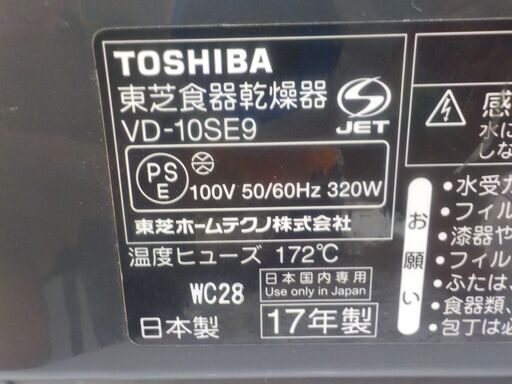 TOSHIBA
東芝食器乾燥器
VD-10SE9
JET
PS E
100V 50/60Hz 320W
東芝ホームテクノ株式会社
温度ヒューズ 172℃
WC28
日本国内専用
Use only in Japan
日本製
17年製
感
水に
しな
お願い
•水受
•フィル
•漆器や
•フィル
•ふたは、
•食器類、
•包丁は必